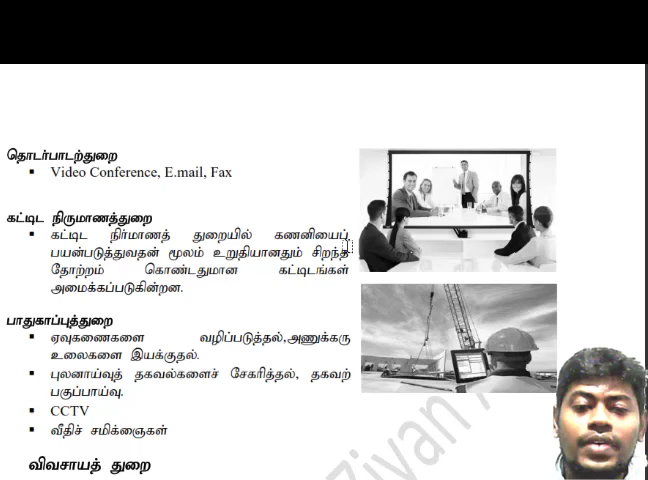 தொடர்பாடற்துறை
▪ Video Conference, E.mail, Fax
கட்டிட நிருமாணத்துறை
▪ கட்டிட நிர்மாணத் துறையில் கணனியைப்
பயன்படுத்துவதன் மூலம் உறுதியானதும் சிறந்த
தோற்றம் கொண்டதுமான கட்டிடங்கள்
அமைக்கப்படுகின்றன.
பாதுகாப்புத்துறை
▪ ஏவுகணைகளை வழிப்படுத்தல்,அணுக்கரு
உலைகளை இயக்குதல்.
▪ புலனாய்வுத் தகவல்களைச் சேகரித்தல், தகவற்
பகுப்பாய்வு.
▪ CCTV
▪ வீதிச் சமிக்ஞைகள்
விவசாயத் துறை
Ziyan